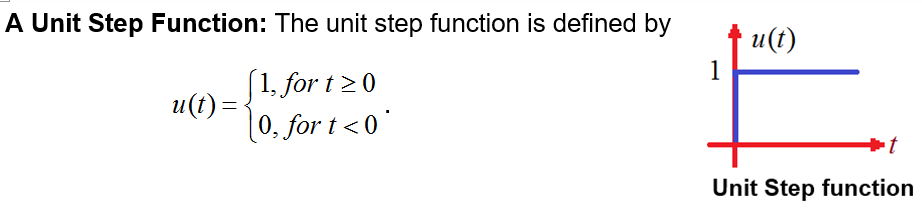 A Unit Step Function: The unit step function is defined by
u(t) = {1, for t ≥ 0
0, for t < 0 .
u(t)
1
t
Unit Step function